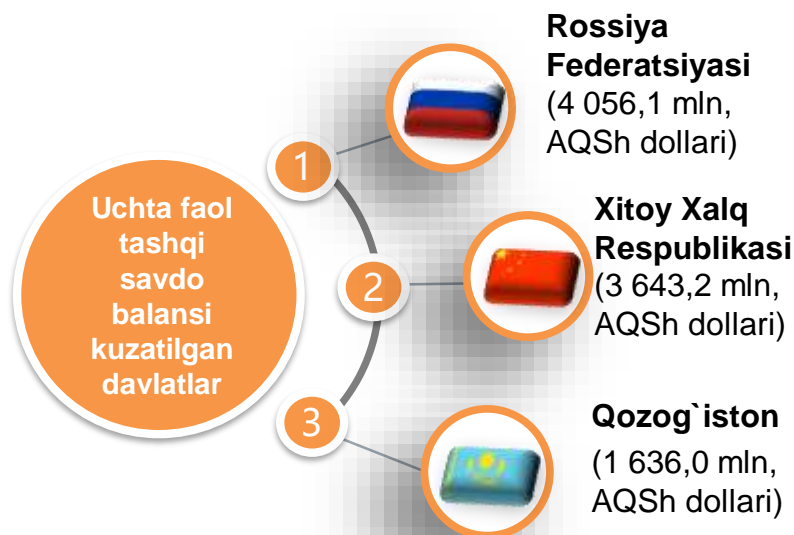 Uchta faol
tashqi
savdo
balansi
kuzatilgan
davlatlar
1
Rossiya
Federatsiyasi
(4 056,1 mln,
AQSh dollari)
2
Xitoy Xalq
Respublikasi
(3 643,2 mln,
AQSh dollari)
3
Qozog`iston
(1 636,0 mln,
AQSh dollari)